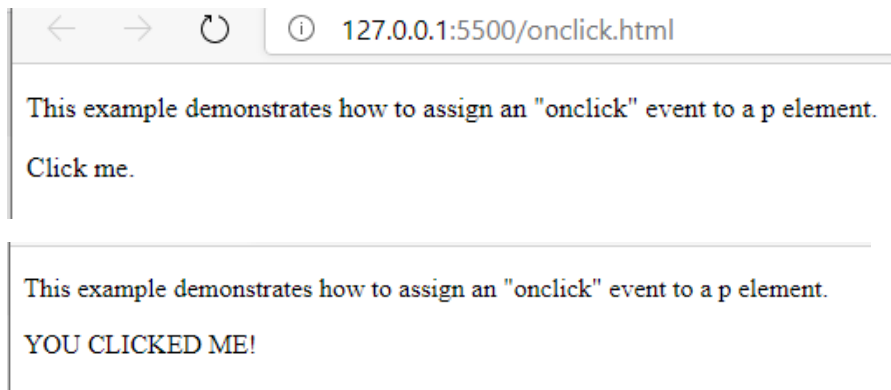 127.0.0.1:5500/onclick.html
This example demonstrates how to assign an "onclick" event to a p element.
Click me.
This example demonstrates how to assign an "onclick" event to a p element.
YOU CLICKED ME!